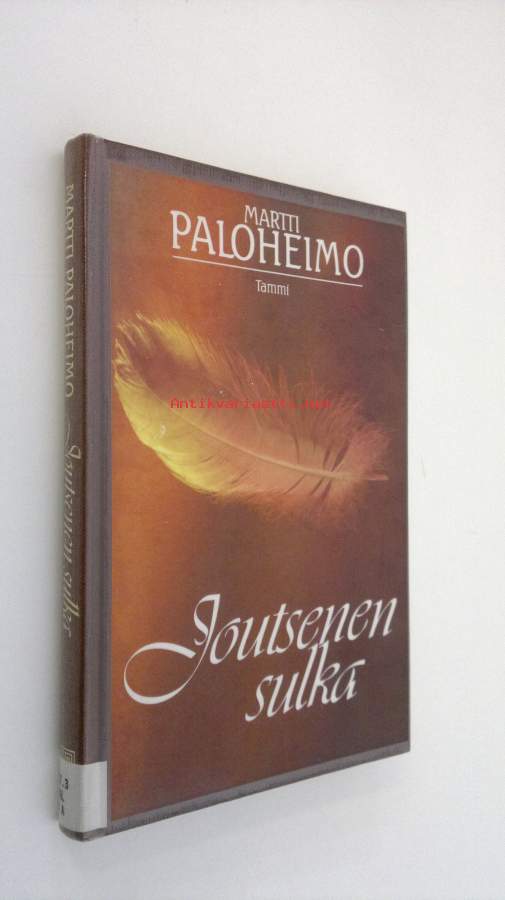 MARTTI
PALOHEIMO
Tammi
Antikvariaatti.net
Joutsenen
sulka
MARTTI PALOHEIMO Joutsenen sulka